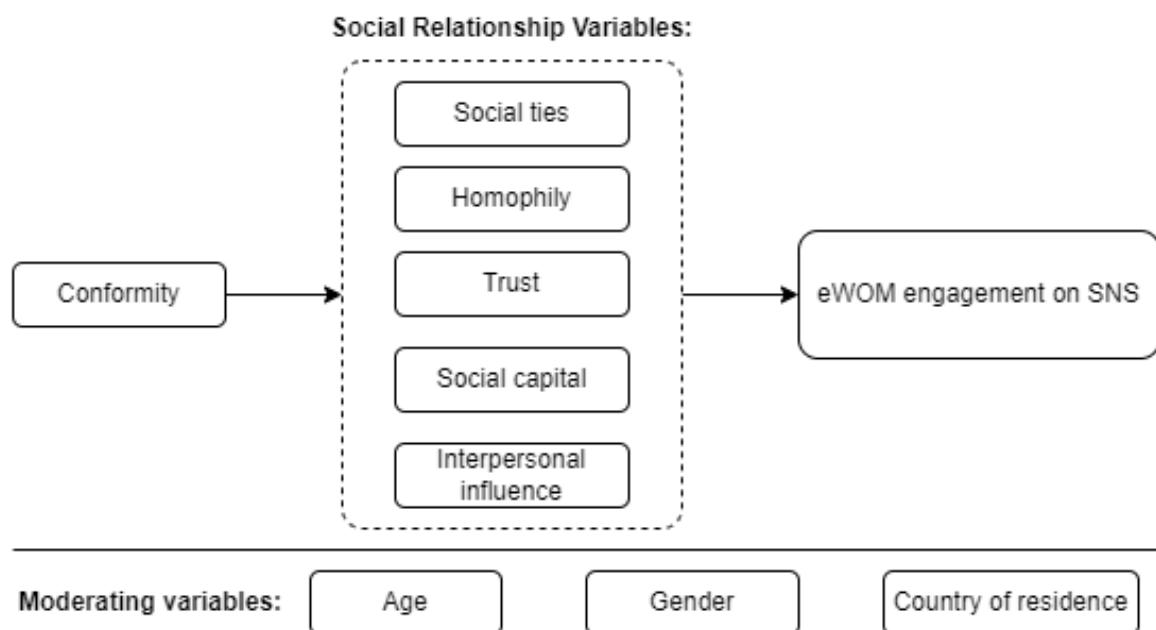 Social Relationship Variables:
Social ties
Homophily
Trust
Social capital
Interpersonal
influence
Conformity
eWOM engagement on SNS
Moderating variables:
Age
Gender
Country of residence